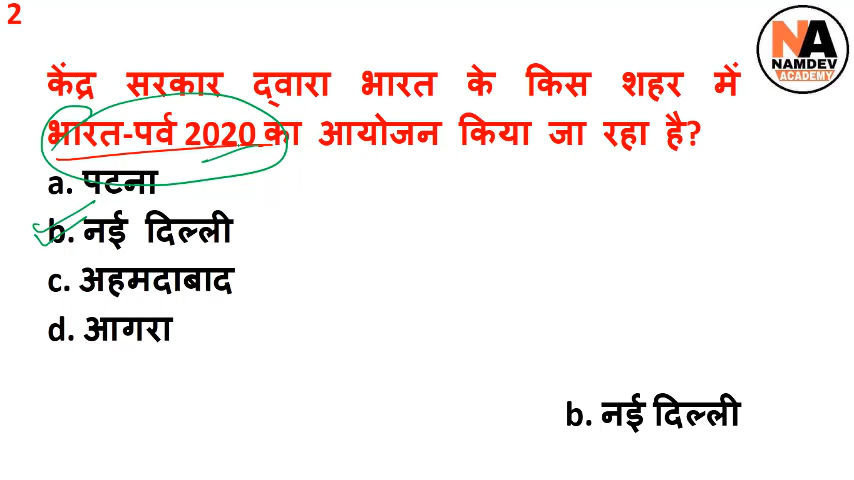 2
NA
NAMDEV
ACADEMY
केंद्र सरकार द्वारा भारत के किस शहर में
भारत-पर्व 2020 का आयोजन किया जा रहा है?
a. पटना
b. नई दिल्ली
c. अहमदाबाद
d. आगरा
b. नई दिल्ली